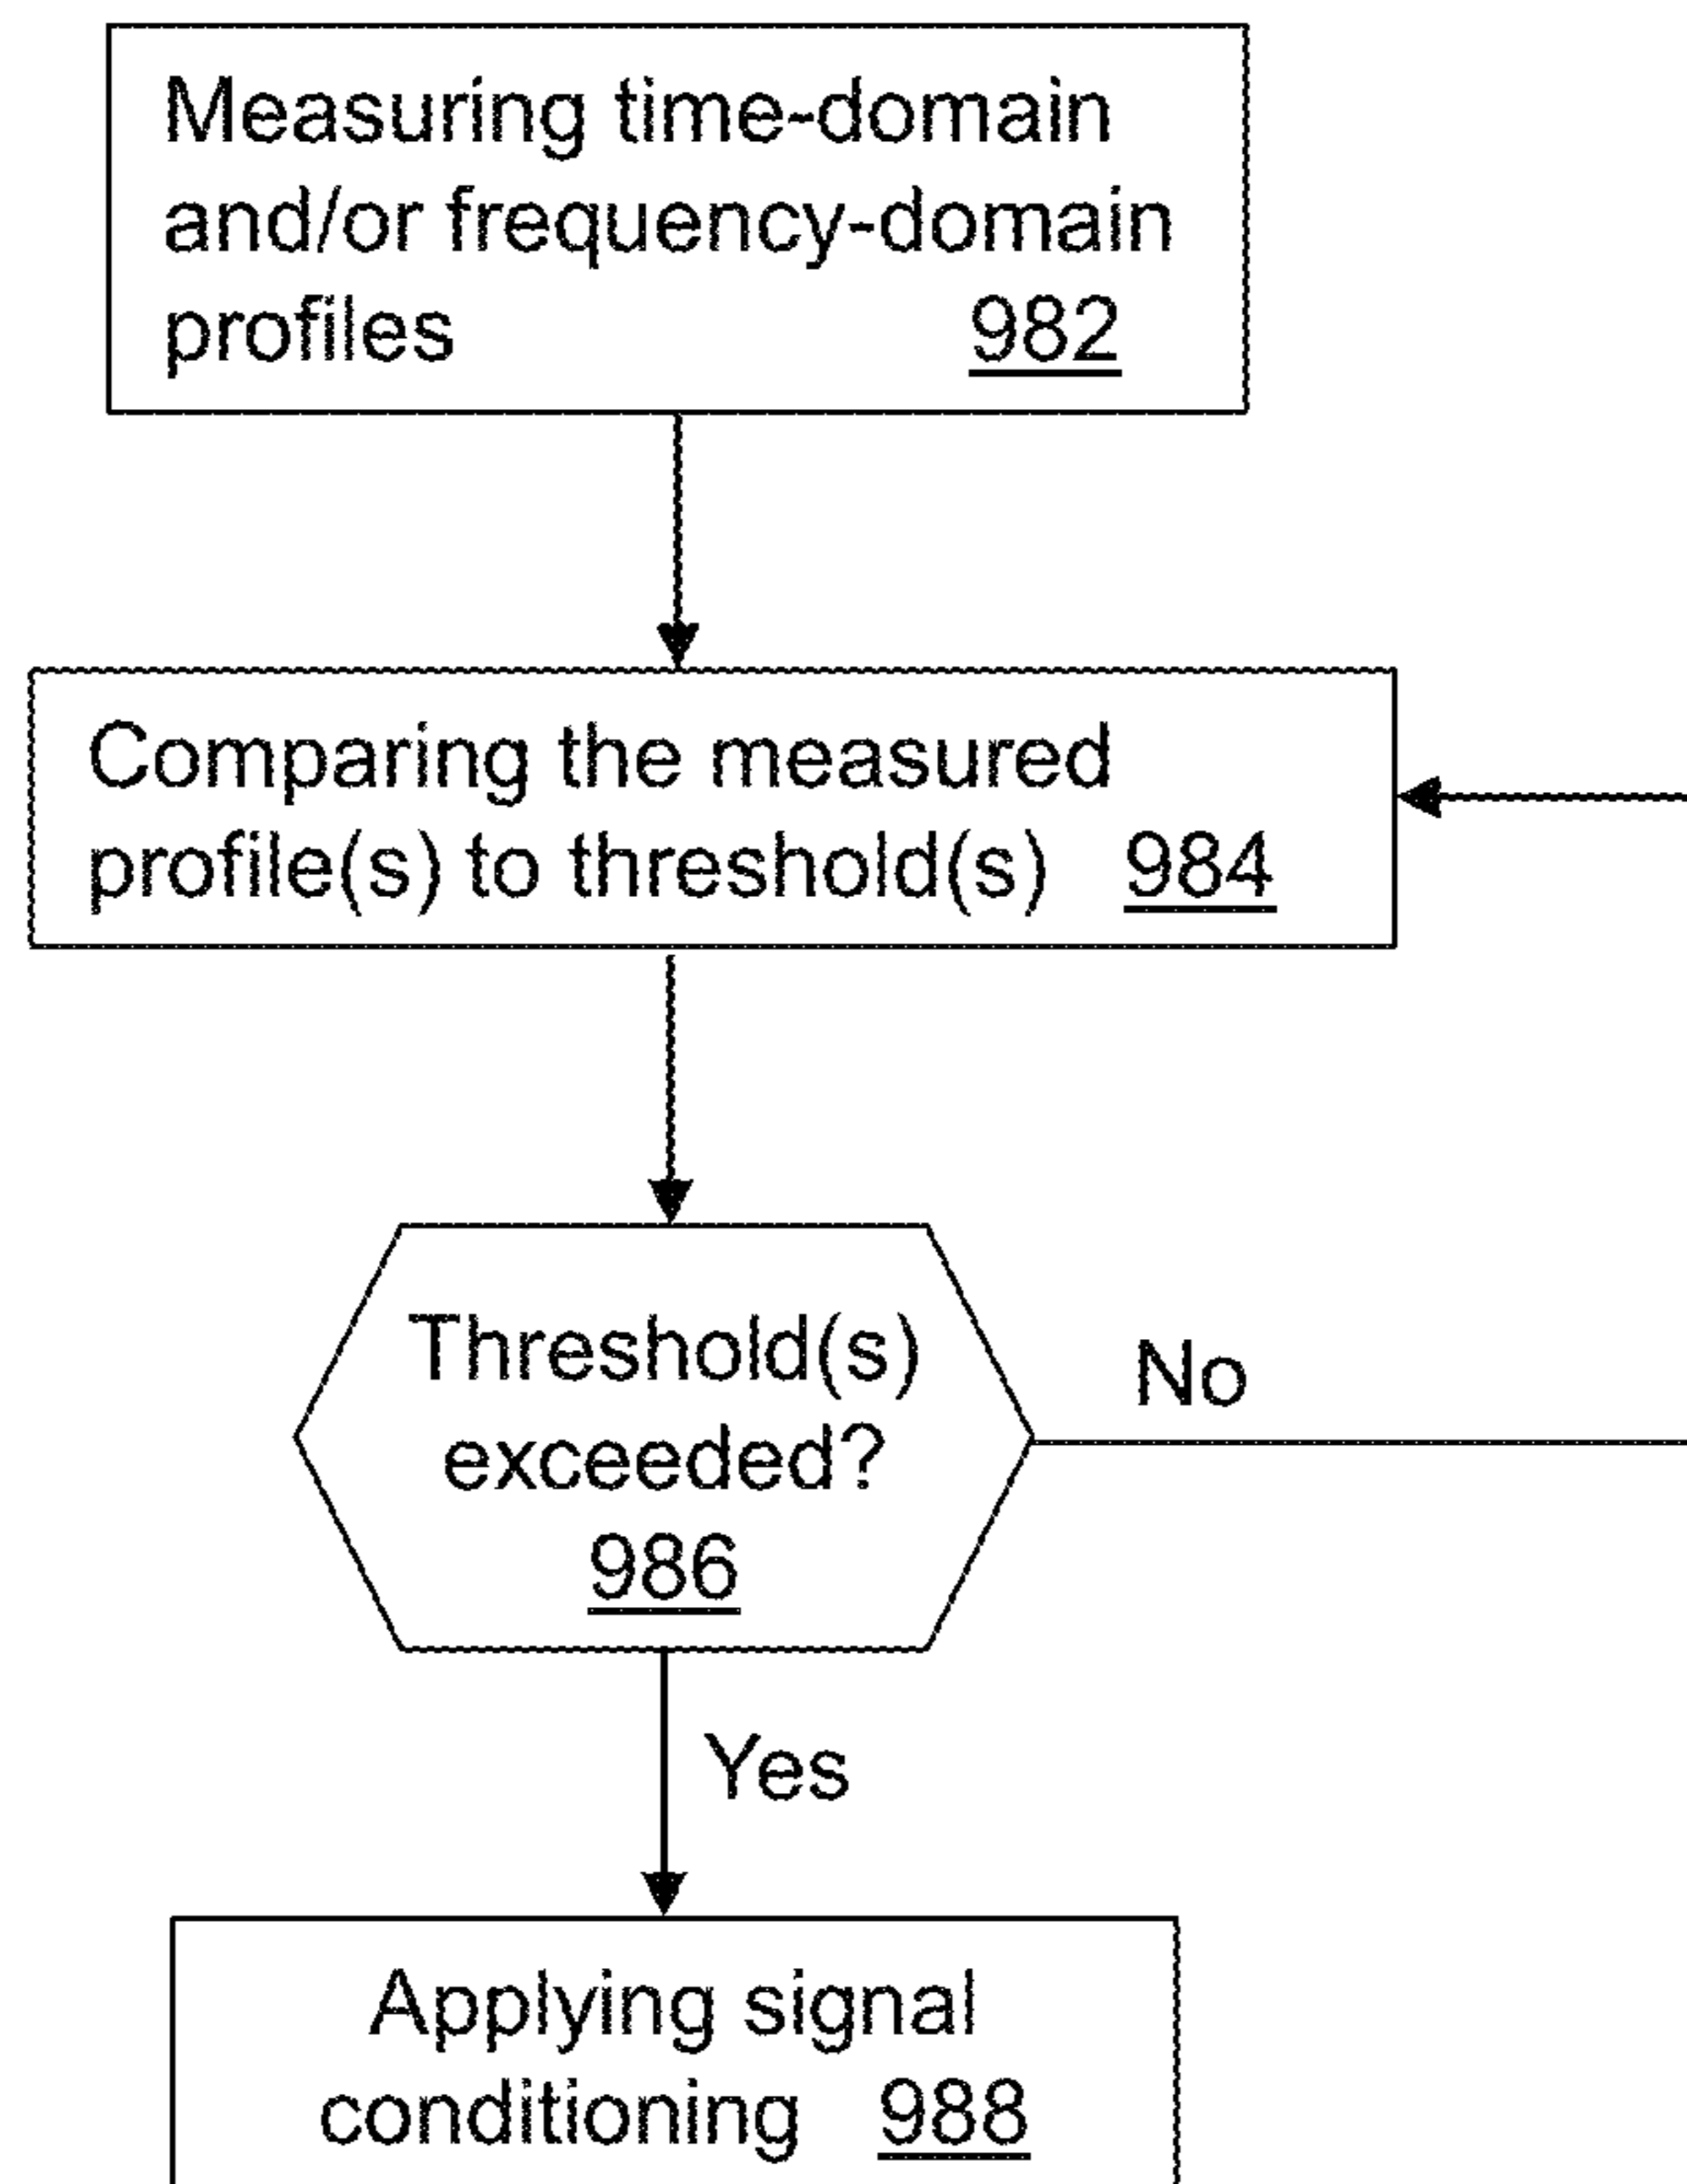 Measuring time-domain
and/or frequency-domain
profiles 982
Comparing the measured
profile(s) to threshold(s) 984
Threshold(s)
exceeded?
986
No
Yes
Applying signal
conditioning 988